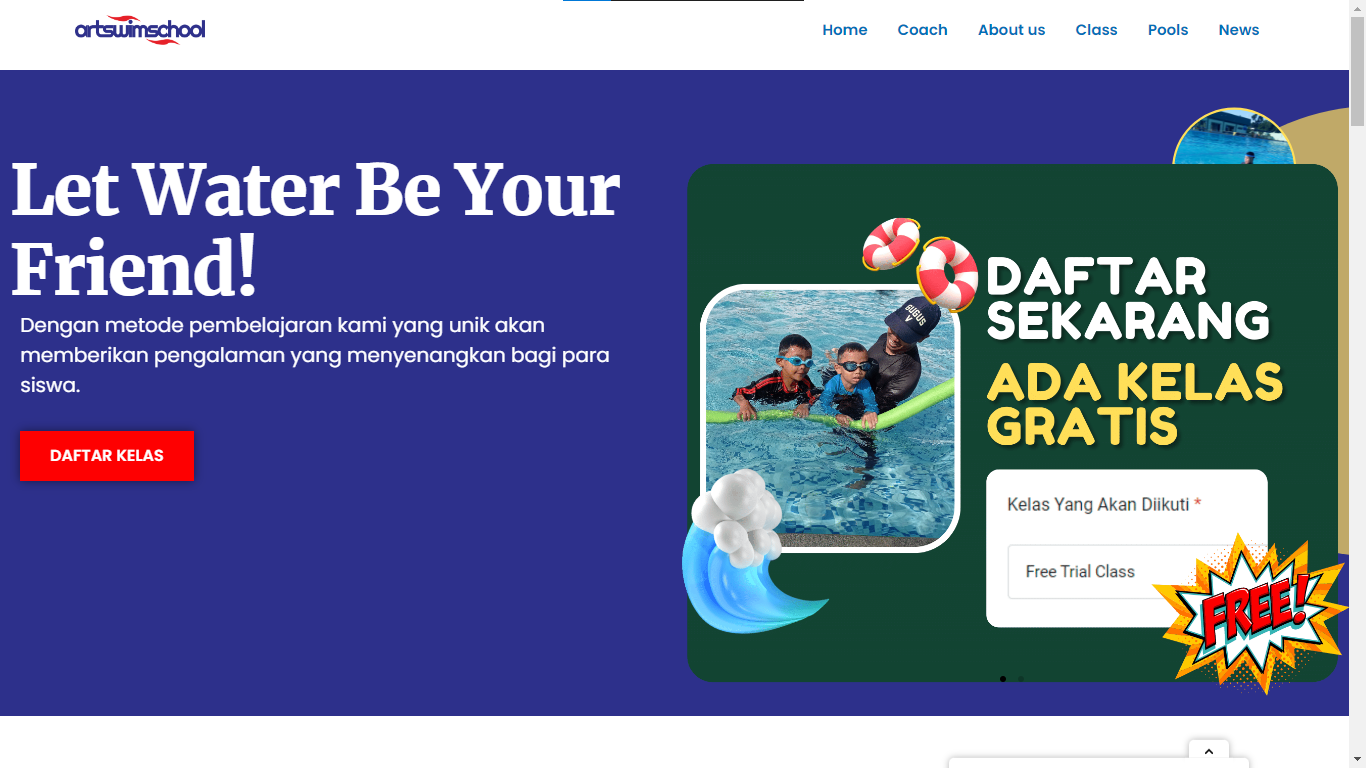 artswimschool
Home
Coach
About us
Class
Pools
News
Let Water Be Your
Friend!
Dengan metode pembelajaran kami yang unik akan
memberikan pengalaman yang menyenangkan bagi para
siswa.
DAFTAR KELAS
GUGUS
V
DAFTAR
SEKARANG
ADA KELAS
GRATIS
Kelas Yang Akan Diikuti *
Free Trial Class
FREE!